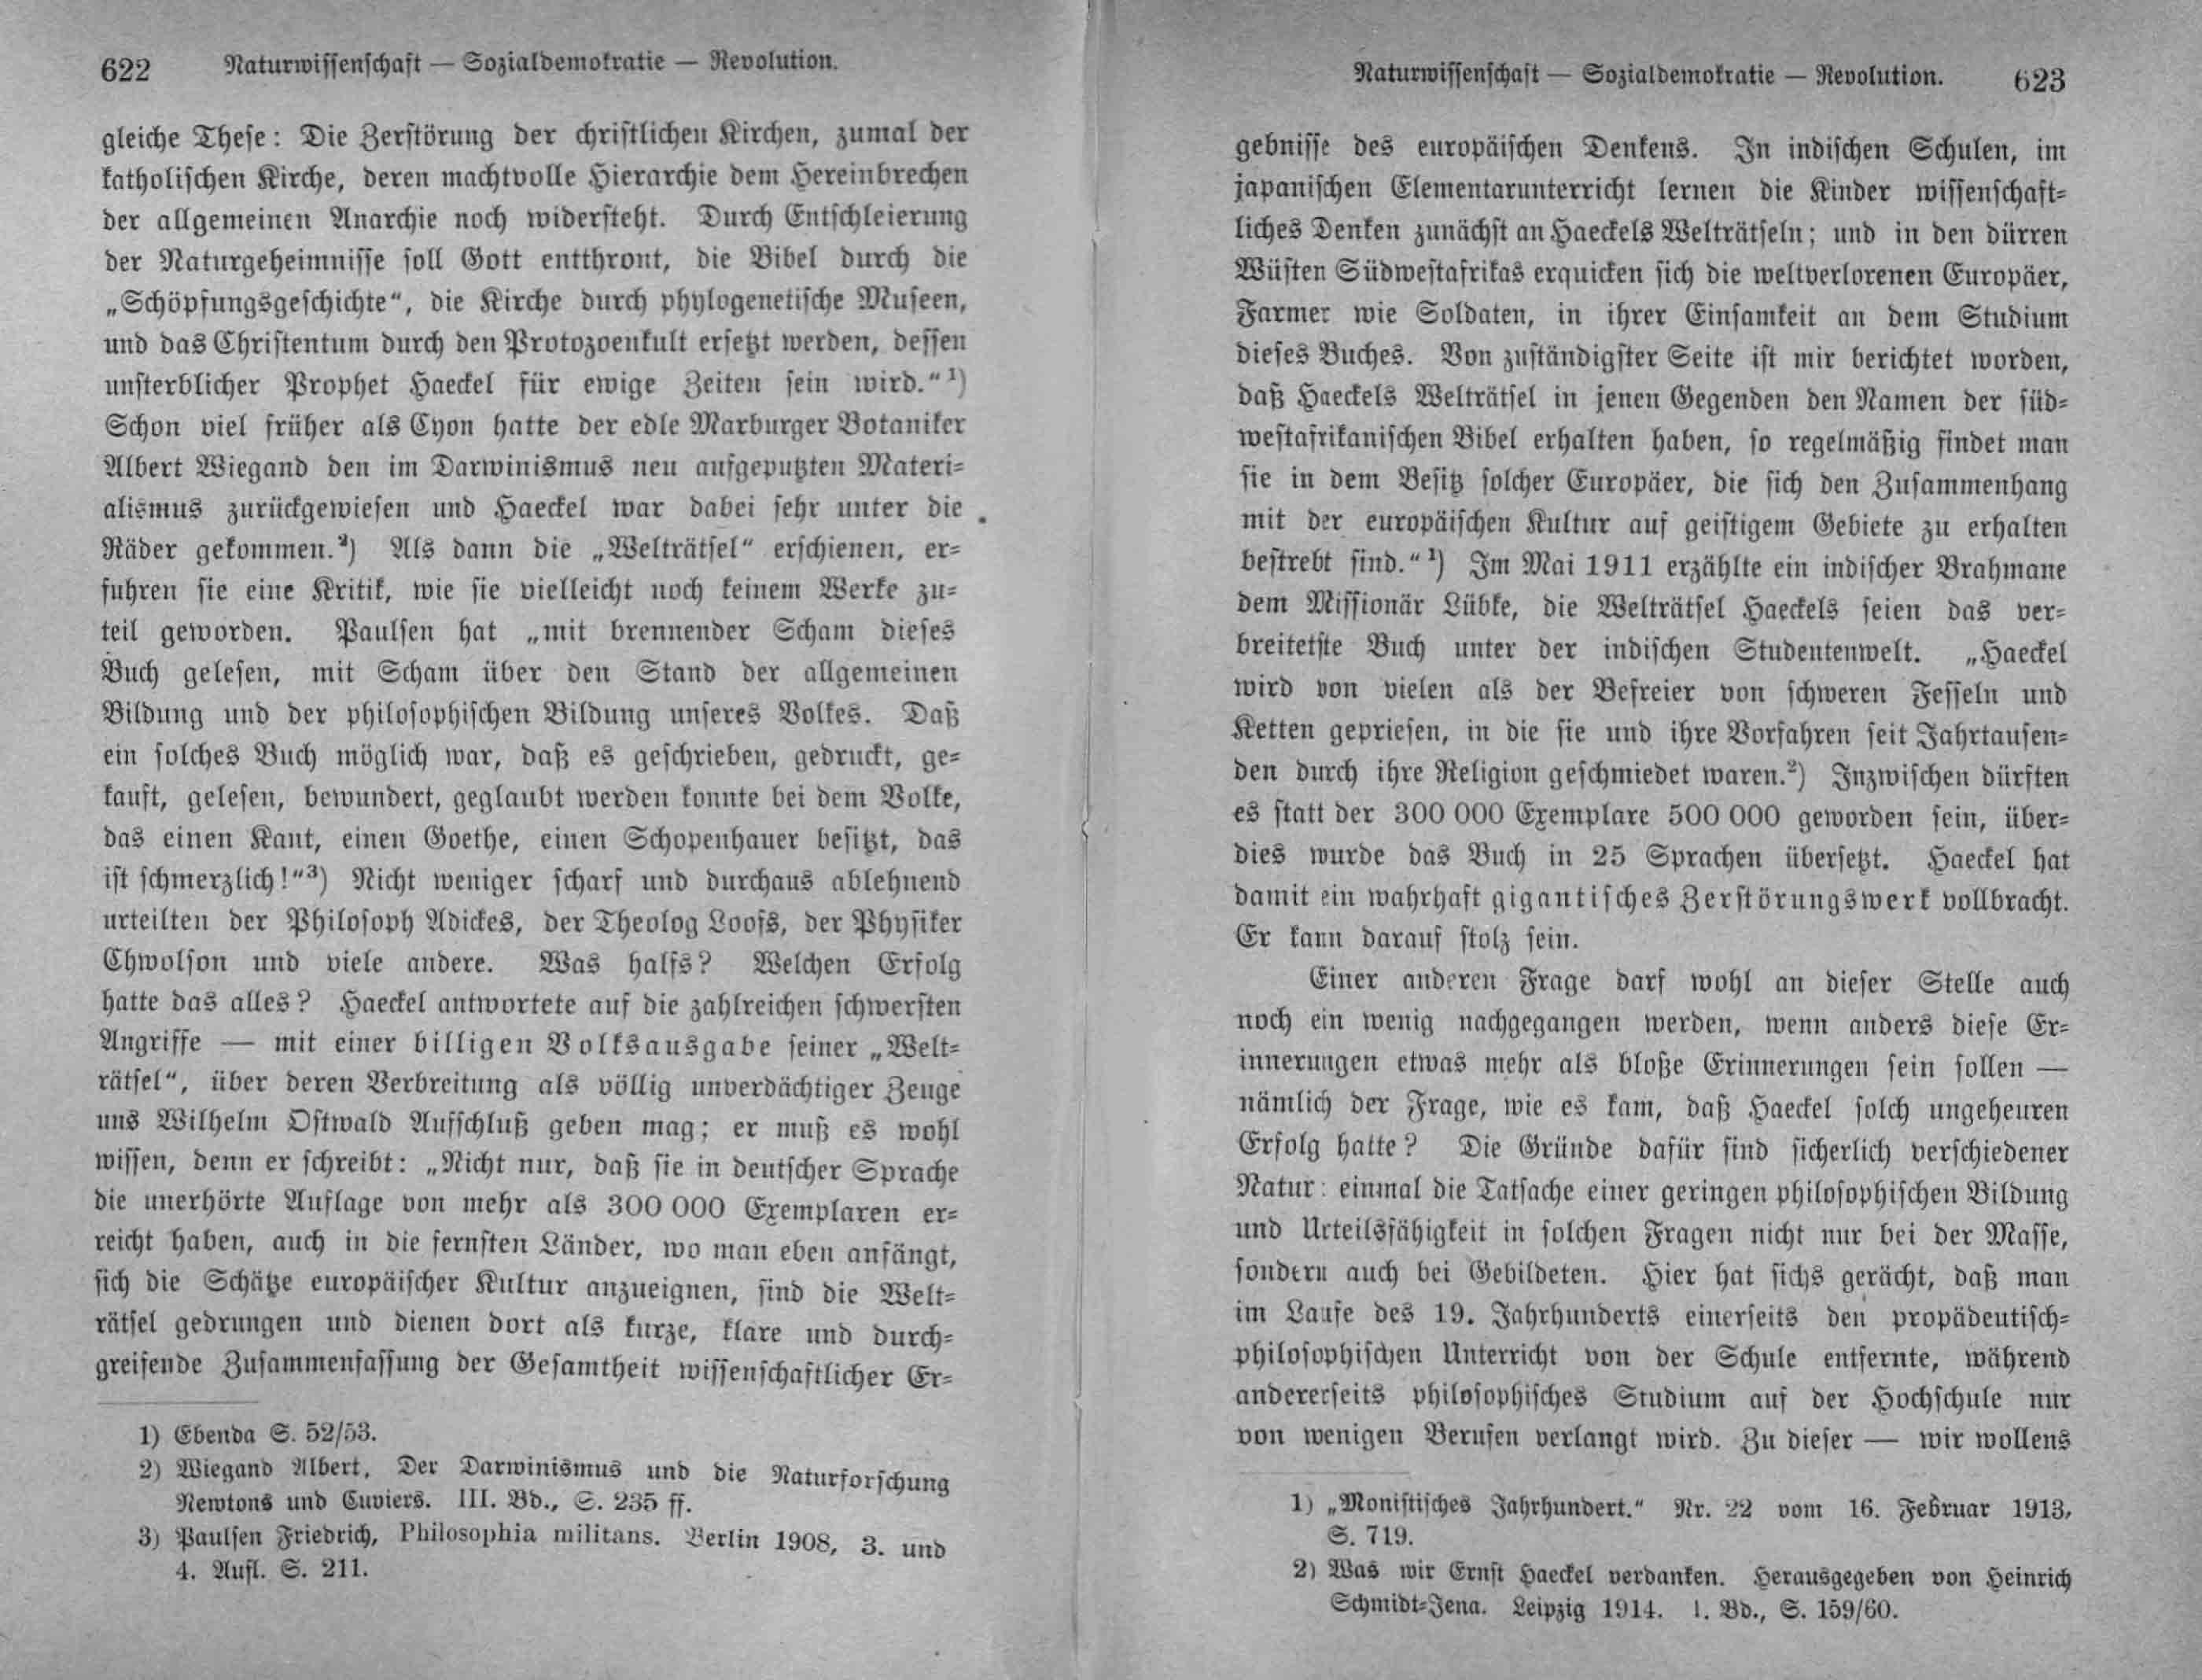 622 Naturwissenschaft — Sozialdemokratie — Revolution.
gleiche These: Die Zerstörung der christlichen Kirchen, zumal der
katholischen Kirche, deren machtvolle Hierarchie dem Hereinbrechen
der allgemeinen Anarchie noch widersteht. Durch Entschleierung
der Naturgeheimnisse soll Gott entthront, die Bibel durch die
„Schöpfungsgeschichte“, die Kirche durch phylogenetische Museen,
und das Christentum durch den Protozoenkult ersetzt werden, dessen
unsterblicher Prophet Haeckel für ewige Zeiten sein wird.“ ¹)
Schon viel früher als Cyon hatte der edle Marburger Botaniker
Albert Wiegand den im Darwinismus neu aufgeputzten Materi=
alismus zurückgewiesen und Haeckel war dabei sehr unter die
Räder gekommen.²) Als dann die „Welträtsel“ erschienen, er=
fuhren sie eine Kritik, wie sie vielleicht noch keinem Werke zu=
teil geworden. Paulsen hat „mit brennender Scham dieses
Buch gelesen, mit Scham über den Stand der allgemeinen
Bildung und der philosophischen Bildung unseres Volkes. Daß
ein solches Buch möglich war, daß es geschrieben, gedruckt, ge=
kauft, gelesen, bewundert, geglaubt werden konnte bei dem Volke,
das einen Kant, einen Goethe, einen Schopenhauer besitzt, das
ist schmerzlich!“³) Nicht weniger scharf und durchaus ablehnend
urteilten der Philosoph Adickes, der Theolog Loofs, der Physiker
Chwolson und viele andere. Was halfs? Welchen Erfolg
hatte das alles? Haeckel antwortete auf die zahlreichen schwersten
Angriffe — mit einer billigen Volksausgabe seiner „Welt=
rätsel“, über deren Verbreitung als völlig unverdächtiger Zeuge
uns Wilhelm Ostwald Aufschluß geben mag; er muß es wohl
wissen, denn er schreibt: „Nicht nur, daß sie in deutscher Sprache
die unerhörte Auflage von mehr als 300 000 Exemplaren er=
reicht haben, auch in die fernsten Länder, wo man eben anfängt,
sich die Schätze europäischer Kultur anzueignen, sind die Welt=
rätsel gedrungen und dienen dort als kurze, klare und durch=
greifende Zusammenfassung der Gesamtheit wissenschaftlicher Er=
1) Ebenda S. 52/53.
2) Wiegand Albert, Der Darwinismus und die Naturforschung
Newtons und Cuviers. III. Bd., S. 235 ff.
3) Paulsen Friedrich, Philosophia militans. Berlin 1908, 3. und
4. Aufl. S. 211.
Naturwissenschaft — Sozialdemokratie — Revolution. 623
gebnisse des europäischen Denkens. In indischen Schulen, im
japanischen Elementarunterricht lernen die Kinder wissenschaft=
liches Denken zunächst an Haeckels Welträtseln; und in den dürren
Wüsten Südwestafrikas erquicken sich die weltverlorenen Europäer,
Farmer wie Soldaten, in ihrer Einsamkeit an dem Studium
dieses Buches. Von zuständigster Seite ist mir berichtet worden,
daß Haeckels Welträtsel in jenen Gegenden den Namen der süd=
westafrikanischen Bibel erhalten haben, so regelmäßig findet man
sie in dem Besitz solcher Europäer, die sich den Zusammenhang
mit der europäischen Kultur auf geistigem Gebiete zu erhalten
bestrebt sind.“ ¹) Im Mai 1911 erzählte ein indischer Brahmane
dem Missionär Lübke, die Welträtsel Haeckels seien das ver=
breitetste Buch unter der indischen Studentenwelt. „Haeckel
wird von vielen als der Befreier von schweren Fesseln und
Ketten gepriesen, in die sie und ihre Vorfahren seit Jahrtausen=
den durch ihre Religion geschmiedet waren.²) Inzwischen dürften
es statt der 300 000 Exemplare 500 000 geworden sein, über=
dies wurde das Buch in 25 Sprachen übersetzt. Haeckel hat
damit ein wahrhaft gigantisches Zerstörungswerk vollbracht.
Er kann darauf stolz sein.
Einer anderen Frage darf wohl an dieser Stelle auch
noch ein wenig nachgegangen werden, wenn anders diese Er=
innerungen etwas mehr als bloße Erinnerungen sein sollen —
nämlich der Frage, wie es kam, daß Haeckel solch ungeheuren
Erfolg hatte? Die Gründe dafür sind sicherlich verschiedener
Natur: einmal die Tatsache einer geringen philosophischen Bildung
und Urteilsfähigkeit in solchen Fragen nicht nur bei der Masse,
sondern auch bei Gebildeten. Hier hat sichs gerächt, daß man
im Laufe des 19. Jahrhunderts einerseits den propädeutisch=
philosophischen Unterricht von der Schule entfernte, während
andererseits philosophisches Studium auf der Hochschule nur
von wenigen Berufen verlangt wird. Zu dieser — wir wollens
1) „Monistisches Jahrhundert.“ Nr. 22 vom 16. Februar 1913,
S. 719.
2) Was wir Ernst Haeckel verdanken. Herausgegeben von Heinrich
Schmidt=Jena. Leipzig 1914. 1. Bd., S. 159/60.